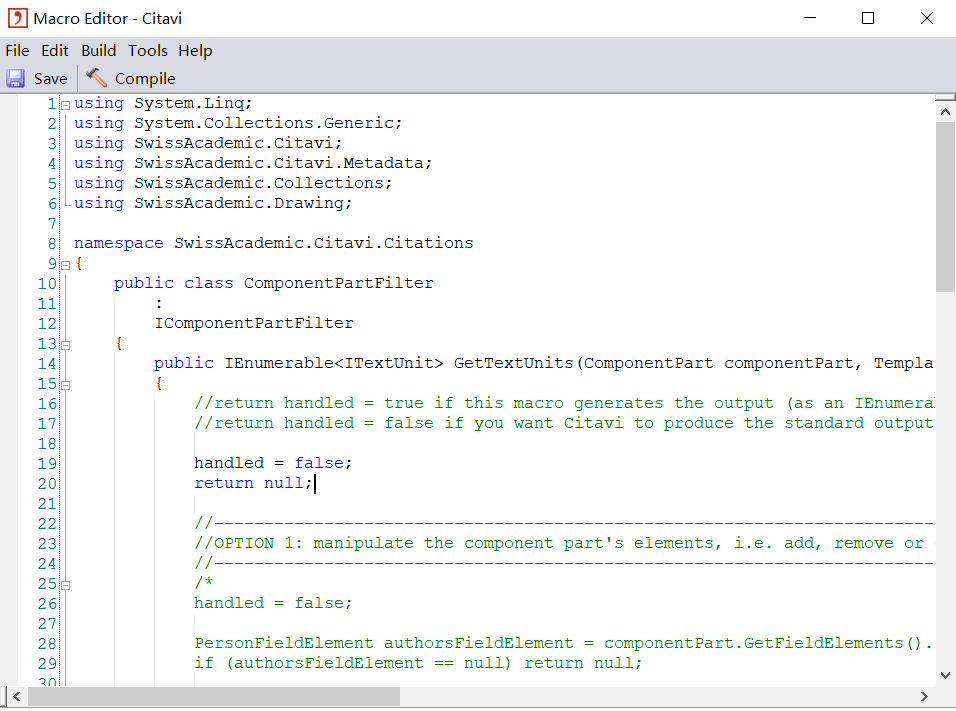 Macro Editor - Citavi
File Edit Build Tools Help
Save Compile
1 using System.Linq;
2 using System.Collections.Generic;
3 using SwissAcademic.Citavi;
4 using SwissAcademic.Citavi.Metadata;
5 using SwissAcademic.Collections;
6 using SwissAcademic.Drawing;
7
8 namespace SwissAcademic.Citavi.Citations
9 {
10 public class ComponentPartFilter
11 :
12 IComponentPartFilter
13 {
14 public IEnumerable<ITextUnit> GetTextUnits(ComponentPart componentPart, Templa
15 {
16 //return handled = true if this macro generates the output (as an IEnumera
17 //return handled = false if you want Citavi to produce the standard output
18
19 handled = false;
20 return null;
21
22 //------------------------------------------------------------------------
23 //OPTION 1: manipulate the component part's elements, i.e. add, remove or
24 //------------------------------------------------------------------------
25 /*
26 handled = false;
27
28 PersonFieldElement authorsFieldElement = componentPart.GetFieldElements().
29 if (authorsFieldElement == null) return null;
30